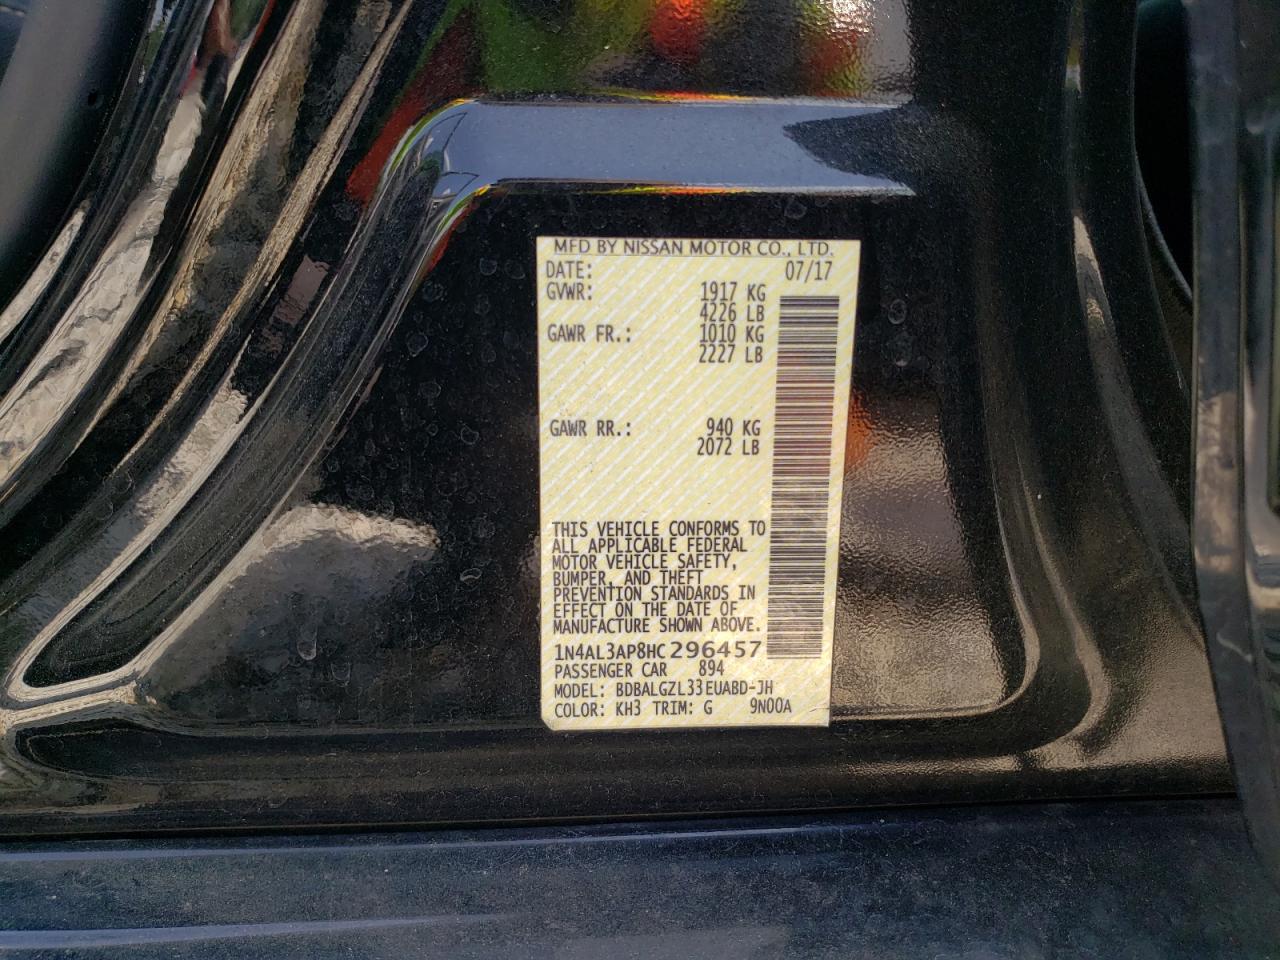 MFD BY NISSAN MOTOR CO., LTD.
DATE: 07/17
GVWR: 1917 KG
4226 LB
GAWR FR.: 1010 KG
2227 LB
GAWR RR.: 940 KG
2072 LB
THIS VEHICLE CONFORMS TO
ALL APPLICABLE FEDERAL
MOTOR VEHICLE SAFETY,
BUMPER, AND THEFT
PREVENTION STANDARDS IN
EFFECT ON THE DATE OF
MANUFACTURE SHOWN ABOVE.
1N4AL3AP8HC296457
PASSENGER CAR 894
MODEL: BDBALGZL33EUABD-JH
COLOR: KH3 TRIM: G 9N00A